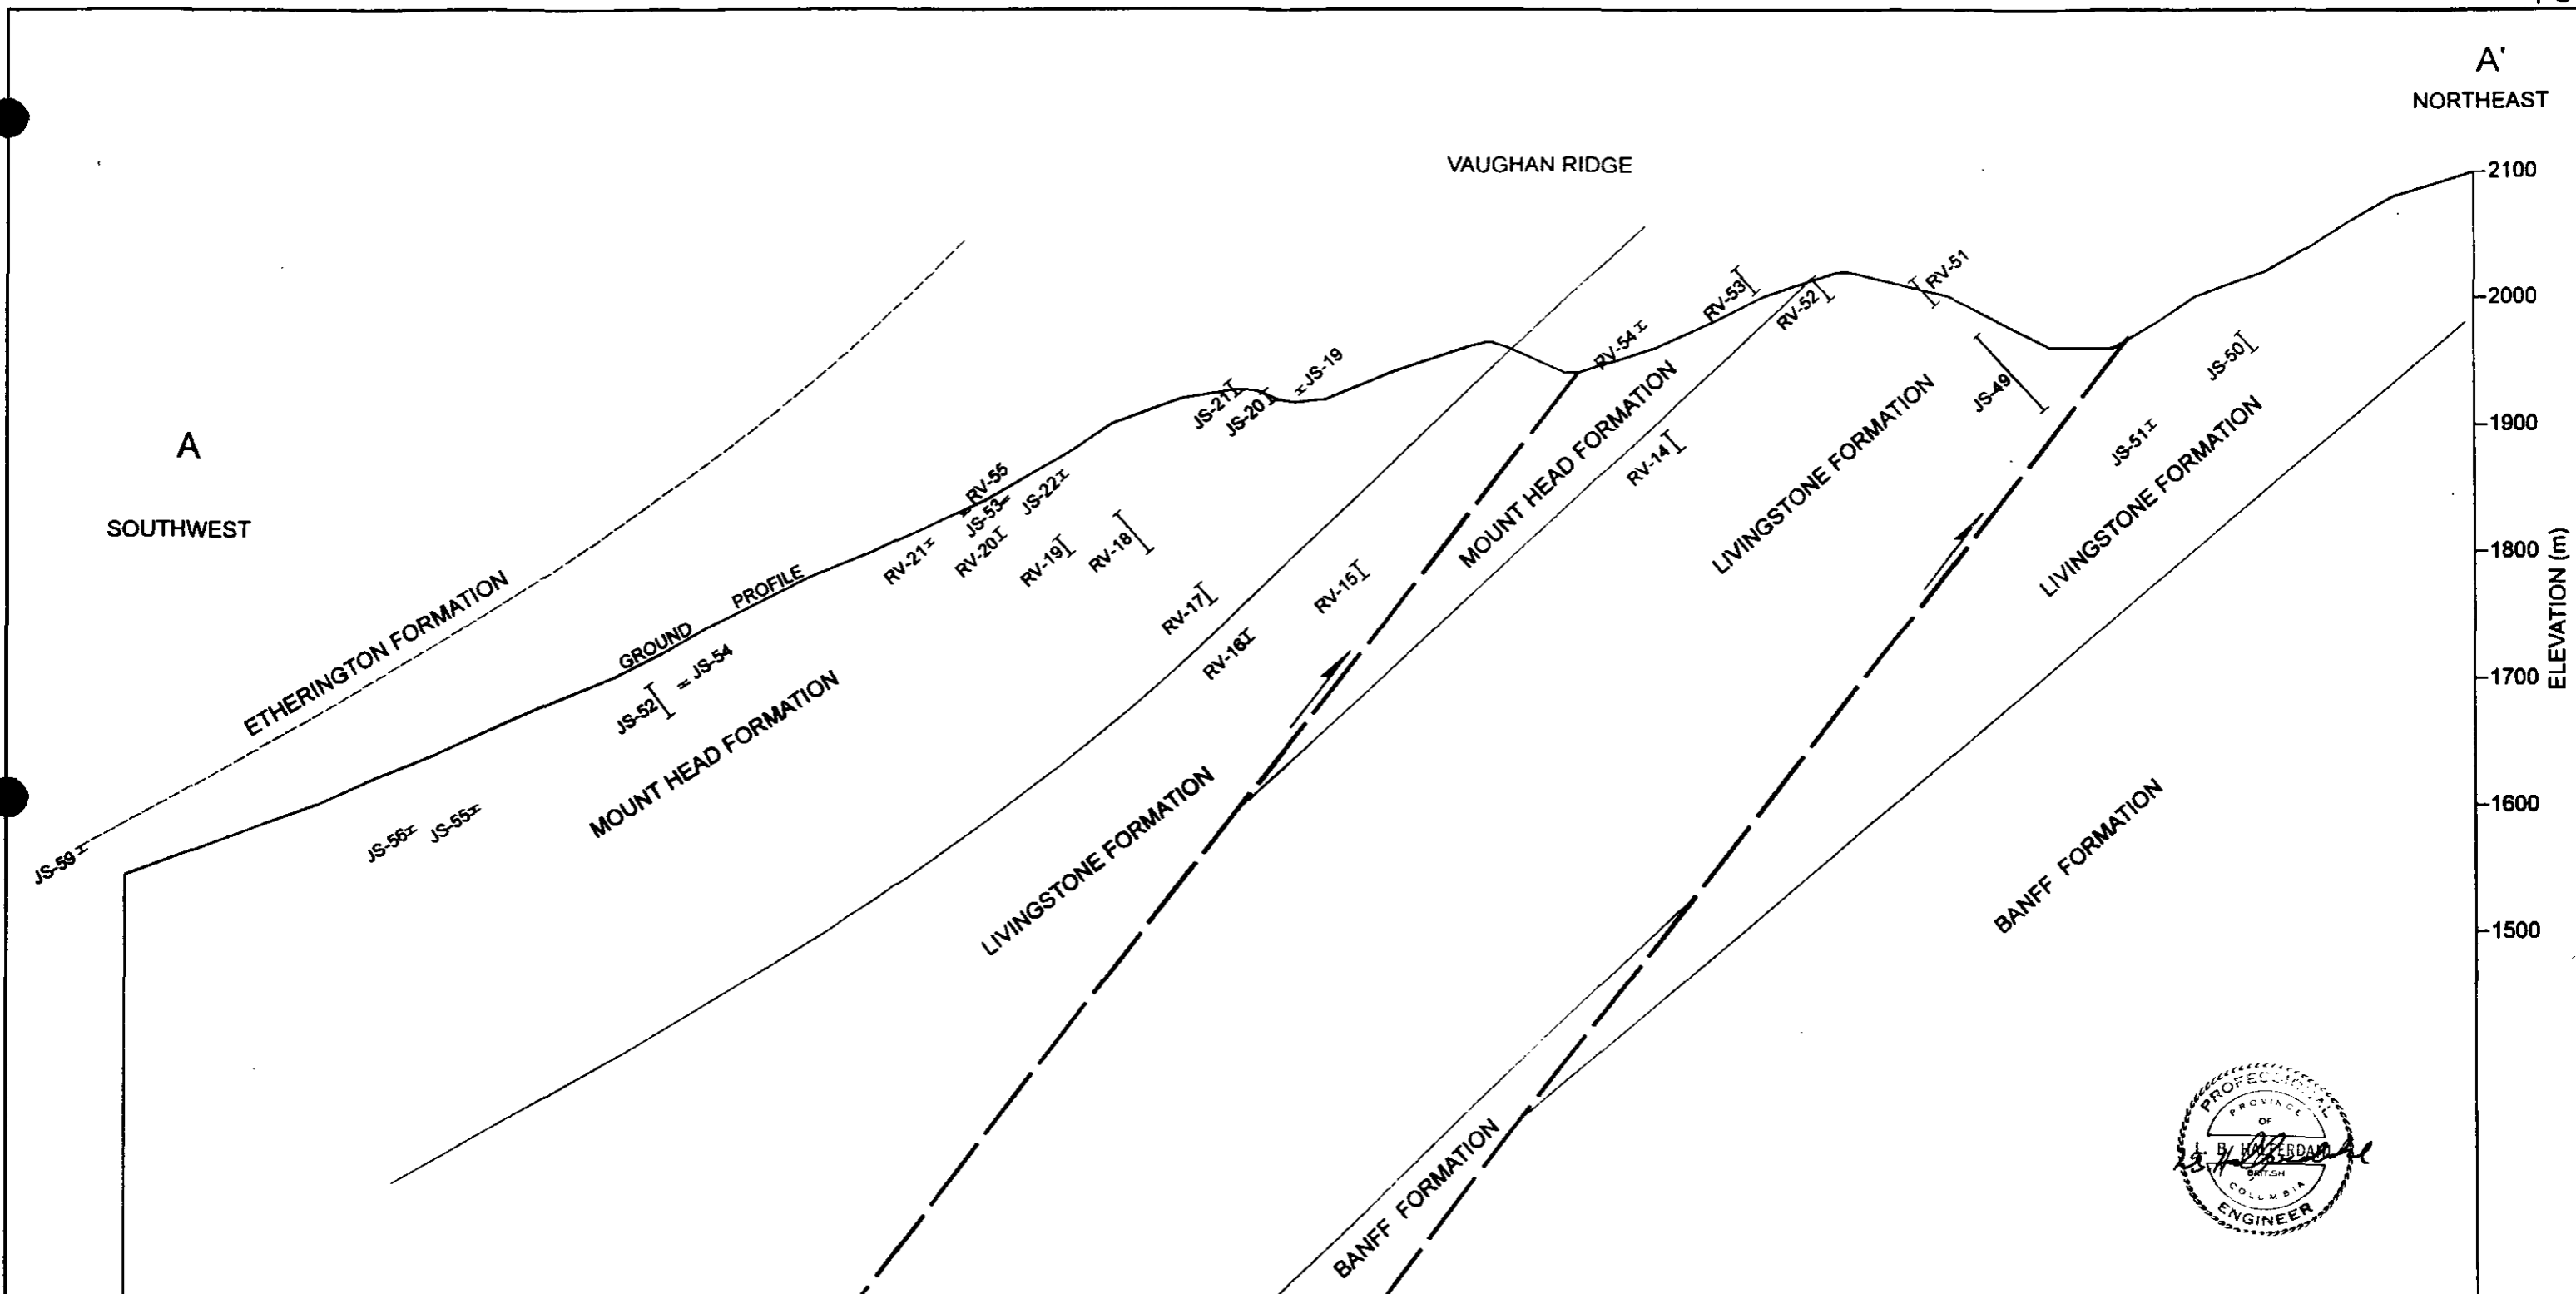 A'
NORTHEAST
VAUGHAN RIDGE
2100
2000
1900
1800
1700
1600
1500
ELEVATION (m)
A
SOUTHWEST
ETHERINGTON FORMATION
GROUND PROFILE
MOUNT HEAD FORMATION
LIVINGSTONE FORMATION
MOUNT HEAD FORMATION
LIVINGSTONE FORMATION
LIVINGSTONE FORMATION
BANFF FORMATION
BANFF FORMATION
JS-59
JS-56
JS-55
JS-52
JS-54
RV-21
RV-55
JS-53
JS-22
RV-20
RV-19
RV-18
JS-21
JS-20
JS-19
RV-17
RV-16
RV-15
RV-54
RV-53
RV-52
RV-51
RV-14
JS-49
JS-50
JS-51
PROFESSIONAL
PROVINCE
OF
BRITISH
COLUMBIA
ENGINEER